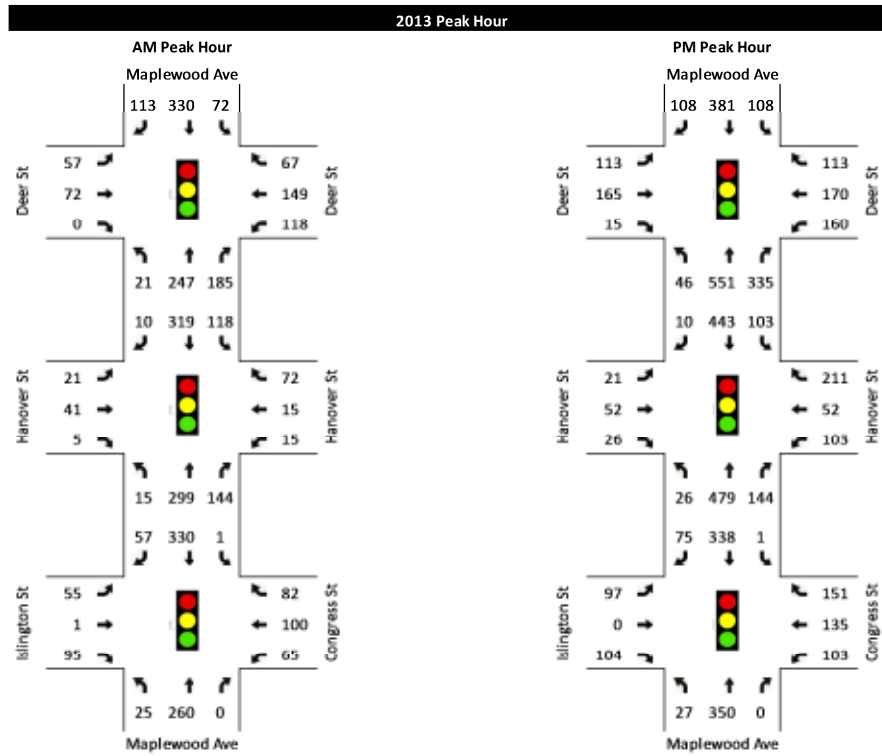 2013 Peak Hour
AM Peak Hour
Maplewood Ave
113 330 72
Deer St
57
72
0
67
149
118
Deer St
21 247 185
10 319 118
Hanover St
21
41
5
72
15
15
Hanover St
15 299 144
57 330 1
Islington St
55
1
95
82
100
65
Congress St
25 260 0
Maplewood Ave
PM Peak Hour
Maplewood Ave
108 381 108
Deer St
113
165
15
113
170
160
Deer St
46 551 335
10 443 103
Hanover St
21
52
26
211
52
103
Hanover St
26 479 144
75 338 1
Islington St
97
0
104
151
135
103
Congress St
27 350 0
Maplewood Ave